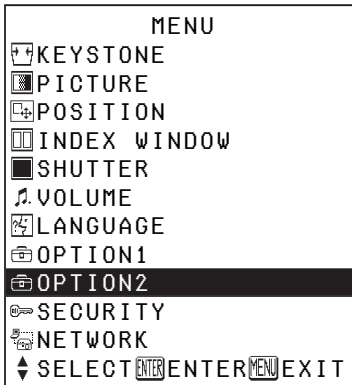 MENU
KEYSTONE
PICTURE
POSITION
INDEX WINDOW
SHUTTER
VOLUME
LANGUAGE
OPTION1
OPTION2
SECURITY
NETWORK
SELECT ENTER ENTER MENU EXIT